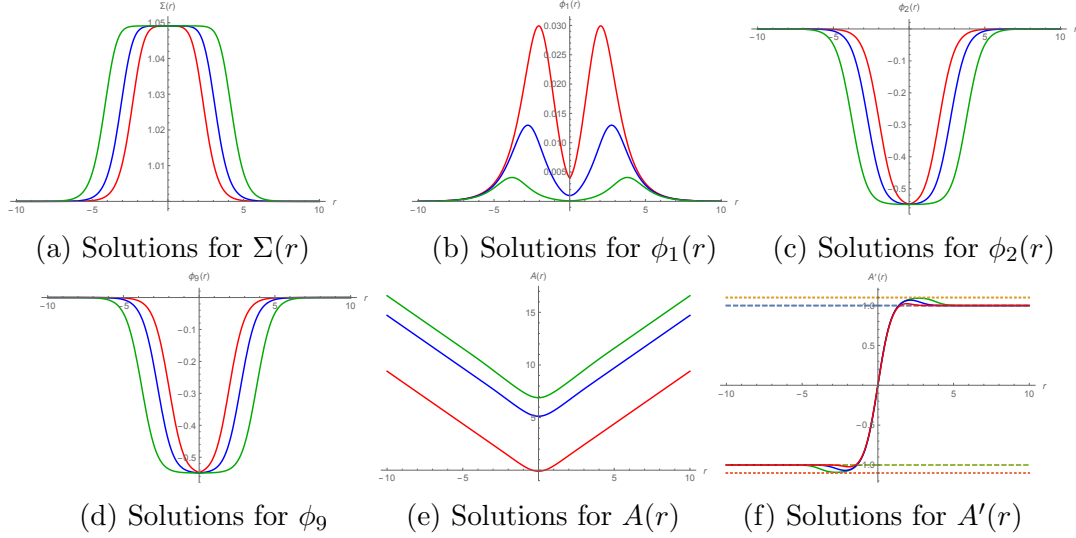 Σ(r)
1.05
1.04
1.03
1.02
1.01
−10 −5 5 10 r
(a) Solutions for Σ(r)
ϕ₁(r)
0.030
0.025
0.020
0.015
0.010
0.005
−10 −5 5 10 r
(b) Solutions for ϕ₁(r)
ϕ₂(r)
−10 −5 5 10 r
−0.1
−0.2
−0.3
−0.4
−0.5
(c) Solutions for ϕ₂(r)
ϕ₉(r)
−10 −5 5 10 r
−0.1
−0.2
−0.3
−0.4
−0.5
(d) Solutions for ϕ₉
A(r)
15
10
5
−10 −5 0 5 10 r
(e) Solutions for A(r)
A′(r)
1.0
0.5
−10 −5 5 10 r
−0.5
−1.0
(f) Solutions for A′(r)